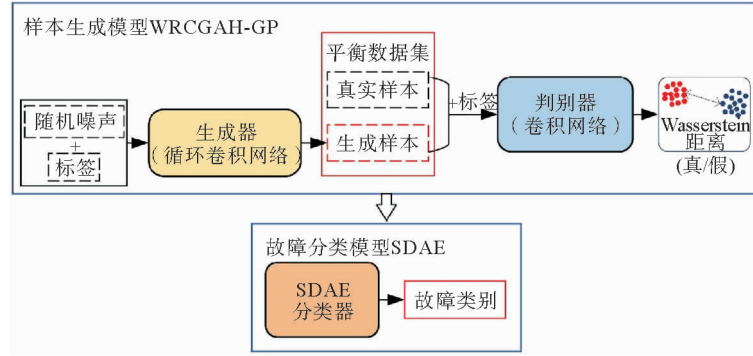 样本生成模型WRCGAH-GP
随机噪声
+
标签
生成器
（循环卷积网络）
平衡数据集
真实样本
生成样本
+标签
判别器
（卷积网络）
Wasserstein
距离
(真/假)
故障分类模型SDAE
SDAE
分类器
故障类别